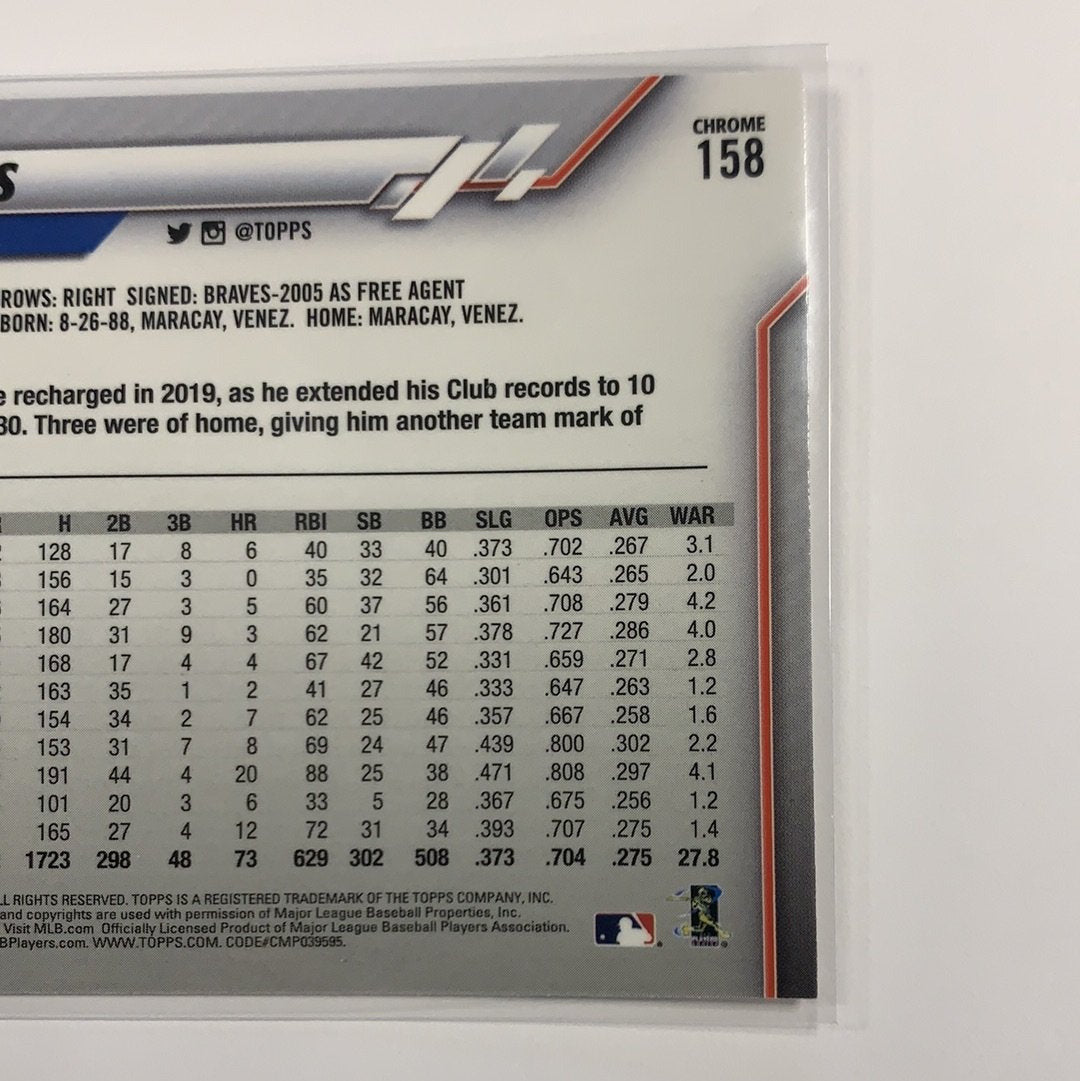 CHROME
158
S
@TOPPS
ROWS: RIGHT SIGNED: BRAVES-2005 AS FREE AGENT
BORN: 8-26-88, MARACAY, VENEZ. HOME: MARACAY, VENEZ.
e recharged in 2019, as he extended his Club records to 10
30. Three were of home, giving him another team mark of
H 2B 3B HR RBI SB BB SLG OPS AVG WAR
128 17 8 6 40 33 40 .373 .702 .267 3.1
156 15 3 0 35 32 64 .301 .643 .265 2.0
164 27 3 5 60 37 56 .361 .708 .279 4.2
180 31 9 3 62 21 57 .378 .727 .286 4.0
168 17 4 4 67 42 52 .331 .659 .271 2.8
163 35 1 2 41 27 46 .333 .647 .263 1.2
154 34 2 7 62 25 46 .357 .667 .258 1.6
153 31 7 8 69 24 47 .439 .800 .302 2.2
191 44 4 20 88 25 38 .471 .808 .297 4.1
101 20 3 6 33 5 28 .367 .675 .256 1.2
165 27 4 12 72 31 34 .393 .707 .275 1.4
1723 298 48 73 629 302 508 .373 .704 .275 27.8
LL RIGHTS RESERVED. TOPPS IS A REGISTERED TRADEMARK OF THE TOPPS COMPANY, INC.
and copyrights are used with permission of Major League Baseball Properties, Inc.
Visit MLB.com Officially Licensed Product of Major League Baseball Players Association.
BPlayers.com. WWW.TOPPS.COM. CODE#CMP039595.